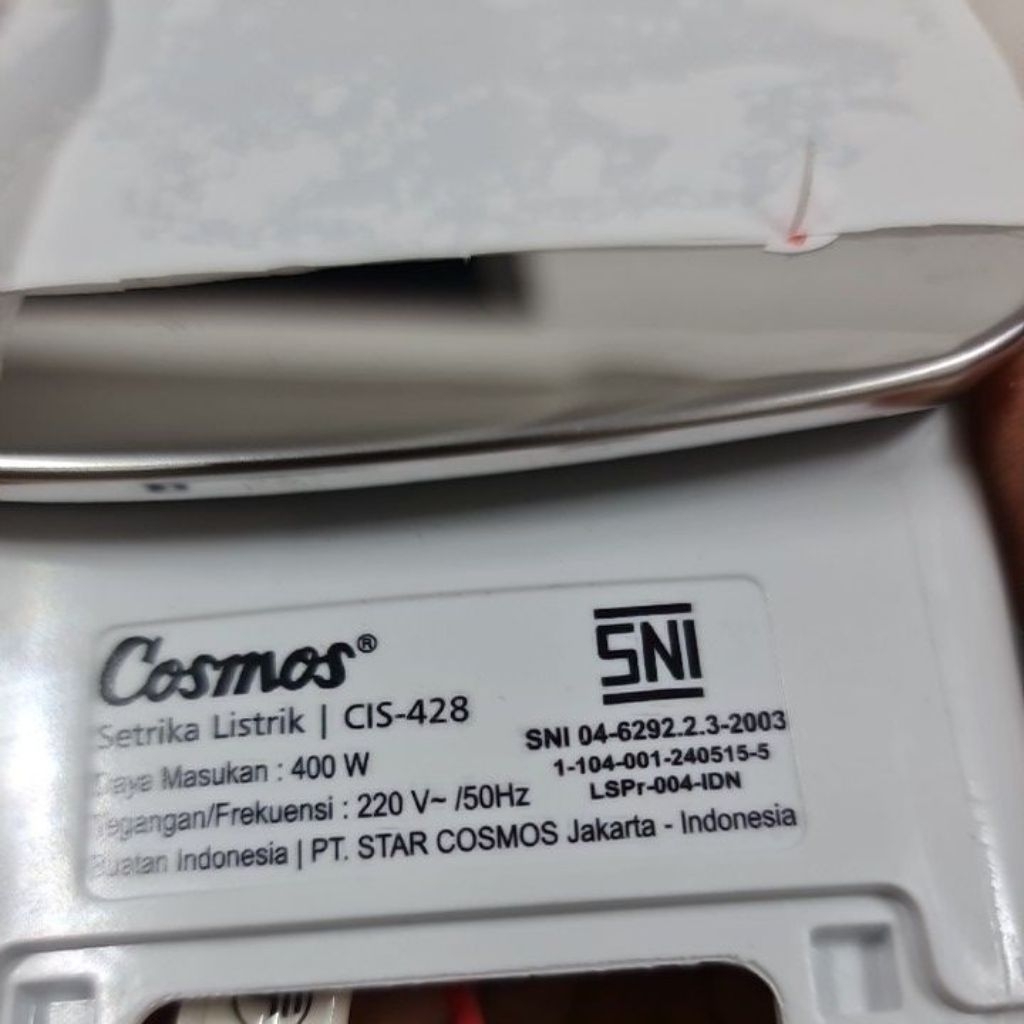 Cosmos®
Setrika Listrik | CIS-428
Daya Masukan : 400 W
Tegangan/Frekuensi : 220 V~ /50Hz
Buatan Indonesia | PT. STAR COSMOS Jakarta - Indonesia
SNI
SNI 04-6292.2.3-2003
1-104-001-240515-5
LSPr-004-IDN